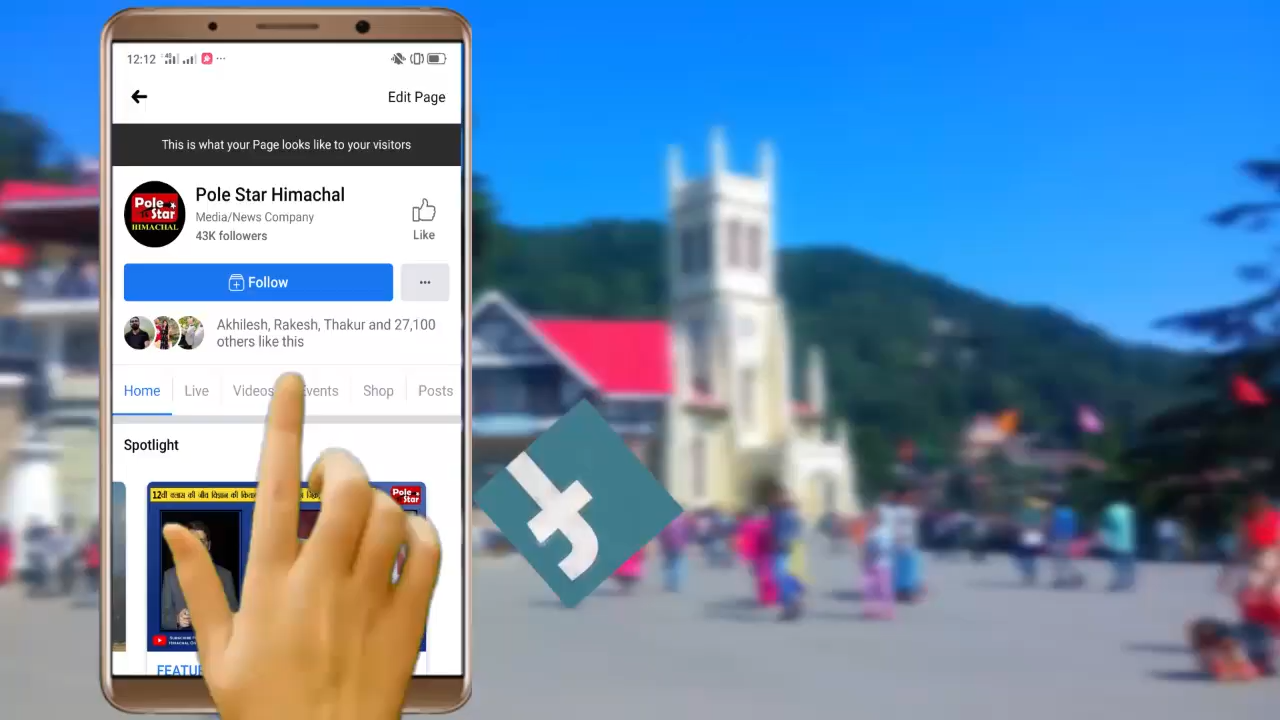 12:12
Edit Page
This is what your Page looks like to your visitors
Pole Star Himachal
Media/News Company
43K followers
Like
Pole
Star
HIMACHAL
Follow
Akhilesh, Rakesh, Thakur and 27,100
others like this
Home Live Videos Events Shop Posts
Spotlight
12वी क्लास की जीव विज्ञान की
Pole
Star
f